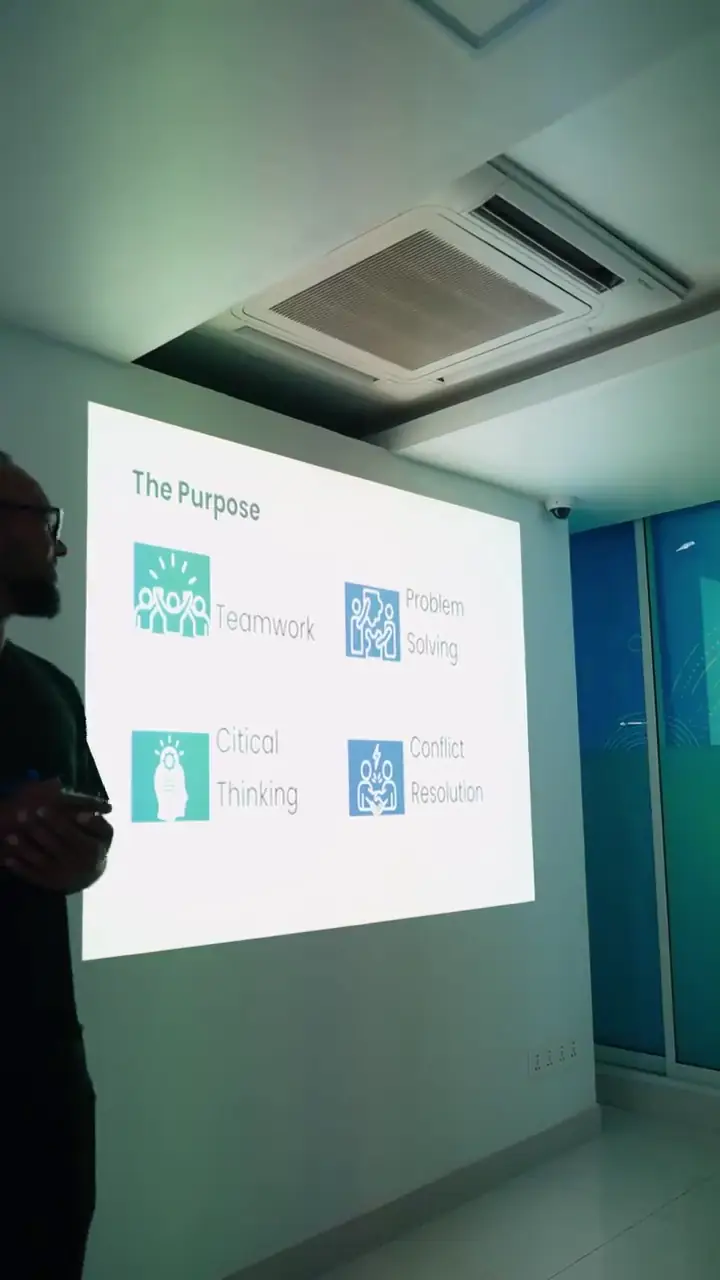 The Purpose
Teamwork
Problem
Solving
Citical
Thinking
Conflict
Resolution